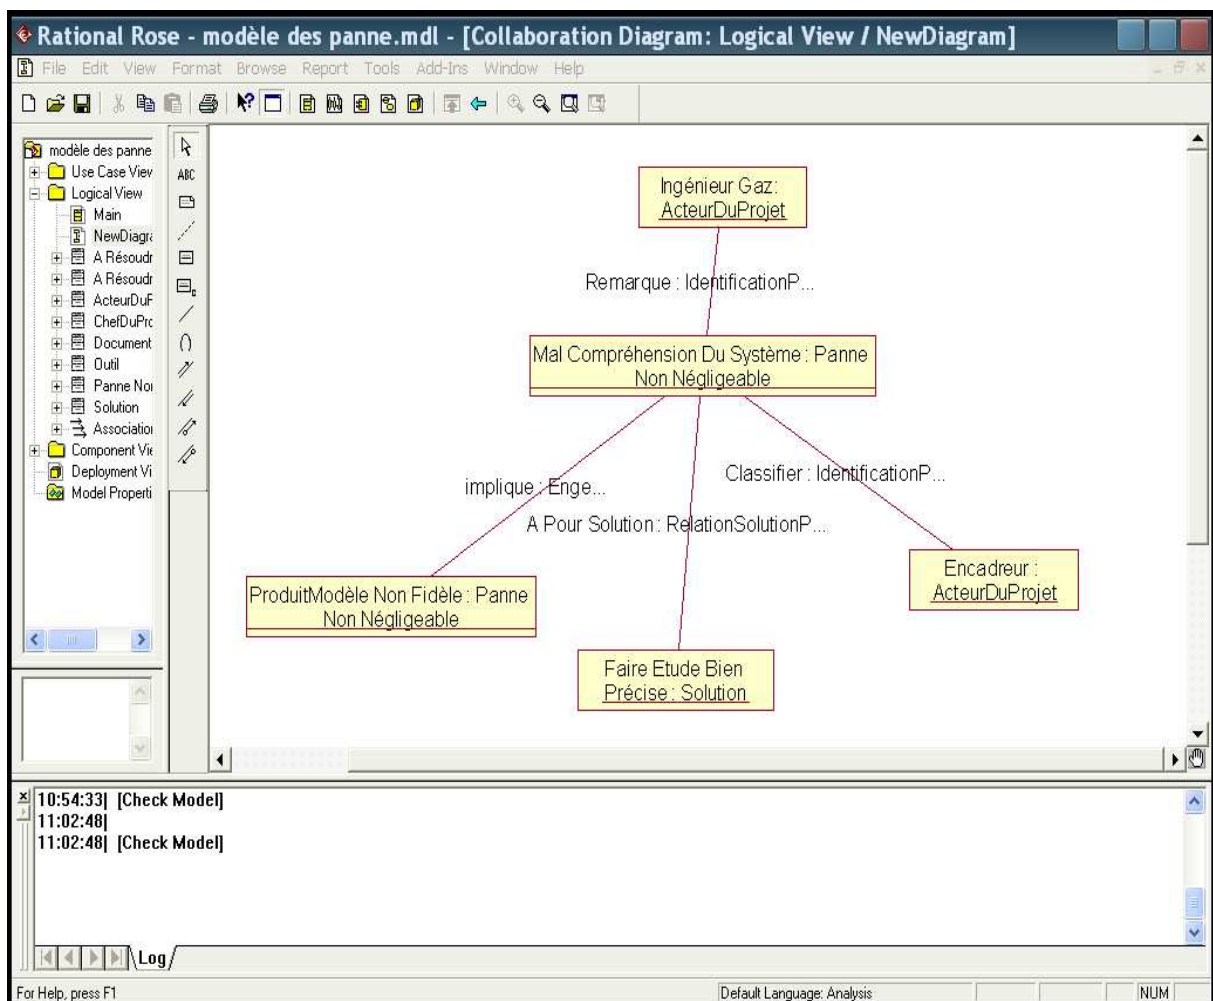 Rational Rose - modèle des panne.mdl - [Collaboration Diagram: Logical View / NewDiagram]
File Edit View Format Browse Report Tools Add-Ins Window Help
modèle des panne
Use Case View
Logical View
Main
NewDiagra
A Résoudr
A Résoudr
ActeurDuF
ChefDuPro
Document
Outil
Panne Noi
Solution
Association
Component Vie
Deployment Vi
Model Properti
ABC
Ingénieur Gaz:
ActeurDuProjet
Remarque : IdentificationP...
Mal Compréhension Du Système : Panne
Non Négligeable
implique : Enge...
Classifier : IdentificationP...
A Pour Solution : RelationSolutionP...
ProduitModèle Non Fidèle : Panne
Non Négligeable
Encadreur :
ActeurDuProjet
Faire Etude Bien
Précise : Solution
10:54:33| [Check Model]
11:02:48|
11:02:48| [Check Model]
Log
For Help, press F1
Default Language: Analysis
NUM